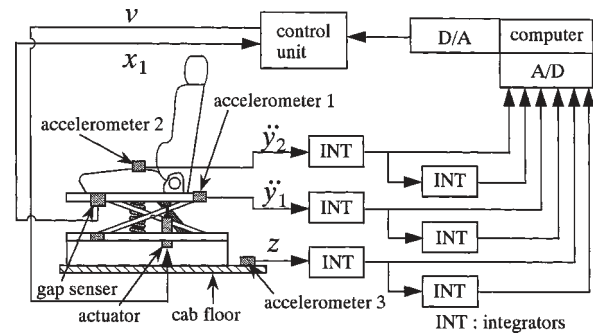 v
control unit
D/A
computer
A/D
x₁
accelerometer 1
accelerometer 2
ÿ₂
INT
INT
ÿ₁
INT
INT
z
INT
INT
gap senser
actuator
cab floor
accelerometer 3
INT : integrators